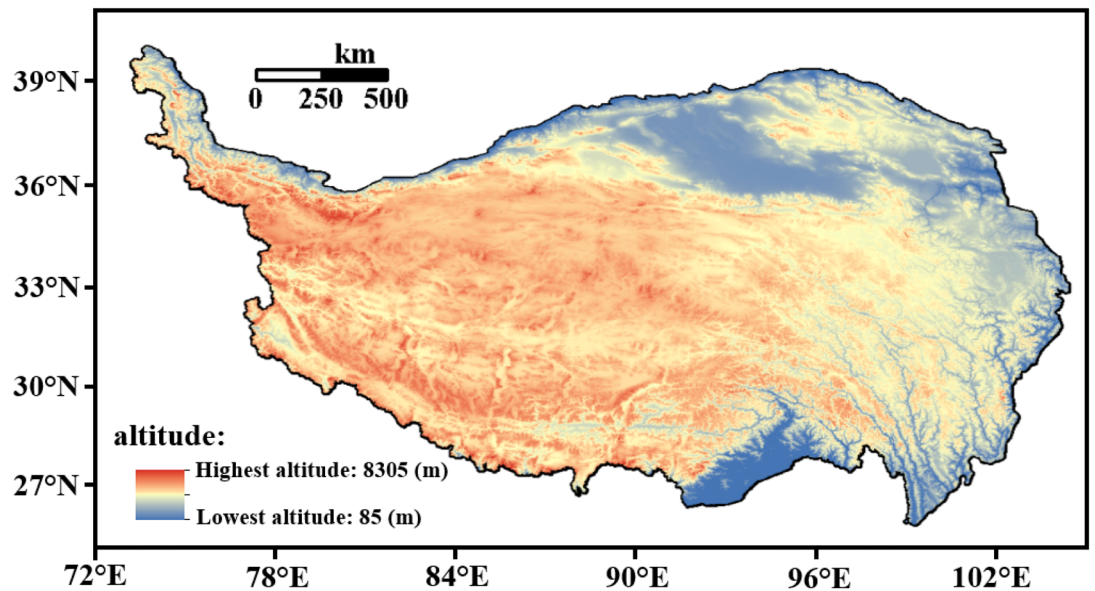 km
39°N
0 250 500
36°N
33°N
30°N
altitude:
Highest altitude: 8305 (m)
27°N
Lowest altitude: 85 (m)
72°E 78°E 84°E 90°E 96°E 102°E